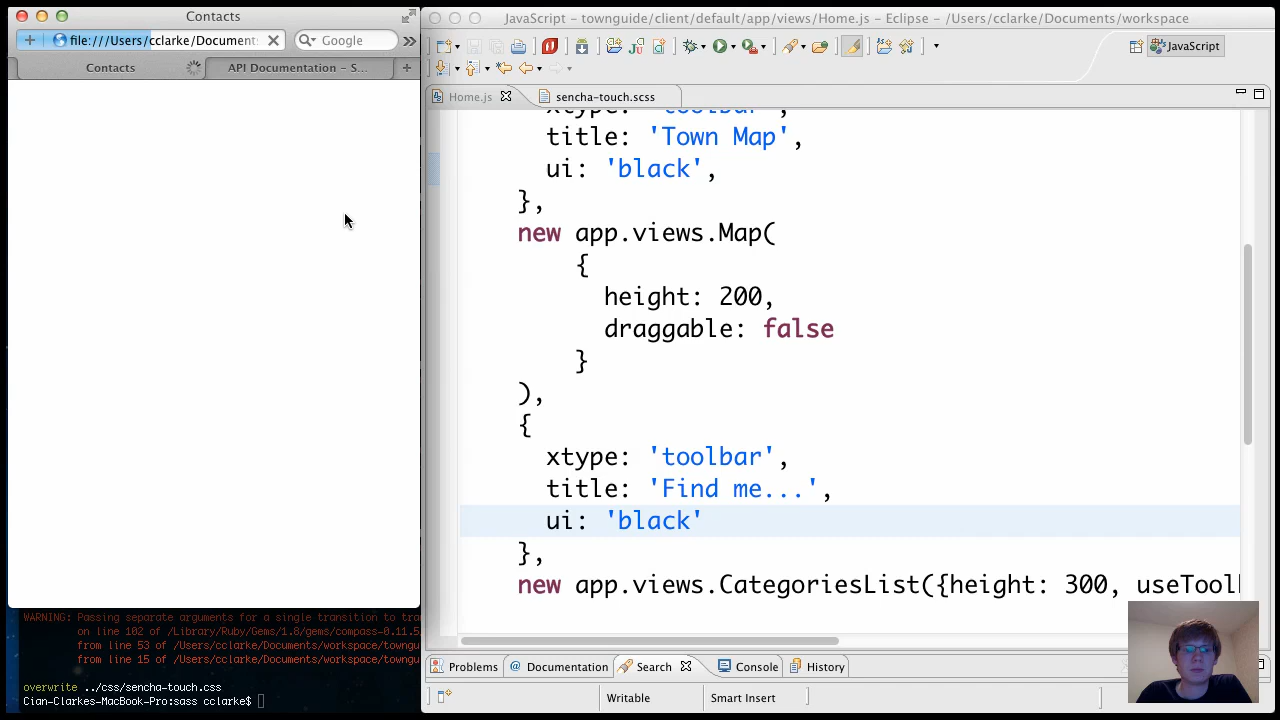 Contacts
file:///Users/cclarke/Document
Google
Contacts
API Documentation – S...
WARNING: Passing separate arguments for a single transition to tra
on line 102 of /Library/Ruby/Gems/1.8/gems/compass-0.11.5
from line 53 of /Users/cclarke/Documents/workspace/towngu
from line 15 of /Users/cclarke/Documents/workspace/towngu
overwrite ../css/sencha-touch.css
Cian-Clarkes-MacBook-Pro:sass cclarke$
JavaScript – townguide/client/default/app/views/Home.js – Eclipse – /Users/cclarke/Documents/workspace
JavaScript
Home.js
sencha-touch.scss
xtype: 'toolbar',
title: 'Town Map',
ui: 'black',
},
new app.views.Map(
{
height: 200,
draggable: false
}
),
{
xtype: 'toolbar',
title: 'Find me...',
ui: 'black'
},
new app.views.CategoriesList({height: 300, useTool
Problems
Documentation
Search
Console
History
Writable
Smart Insert